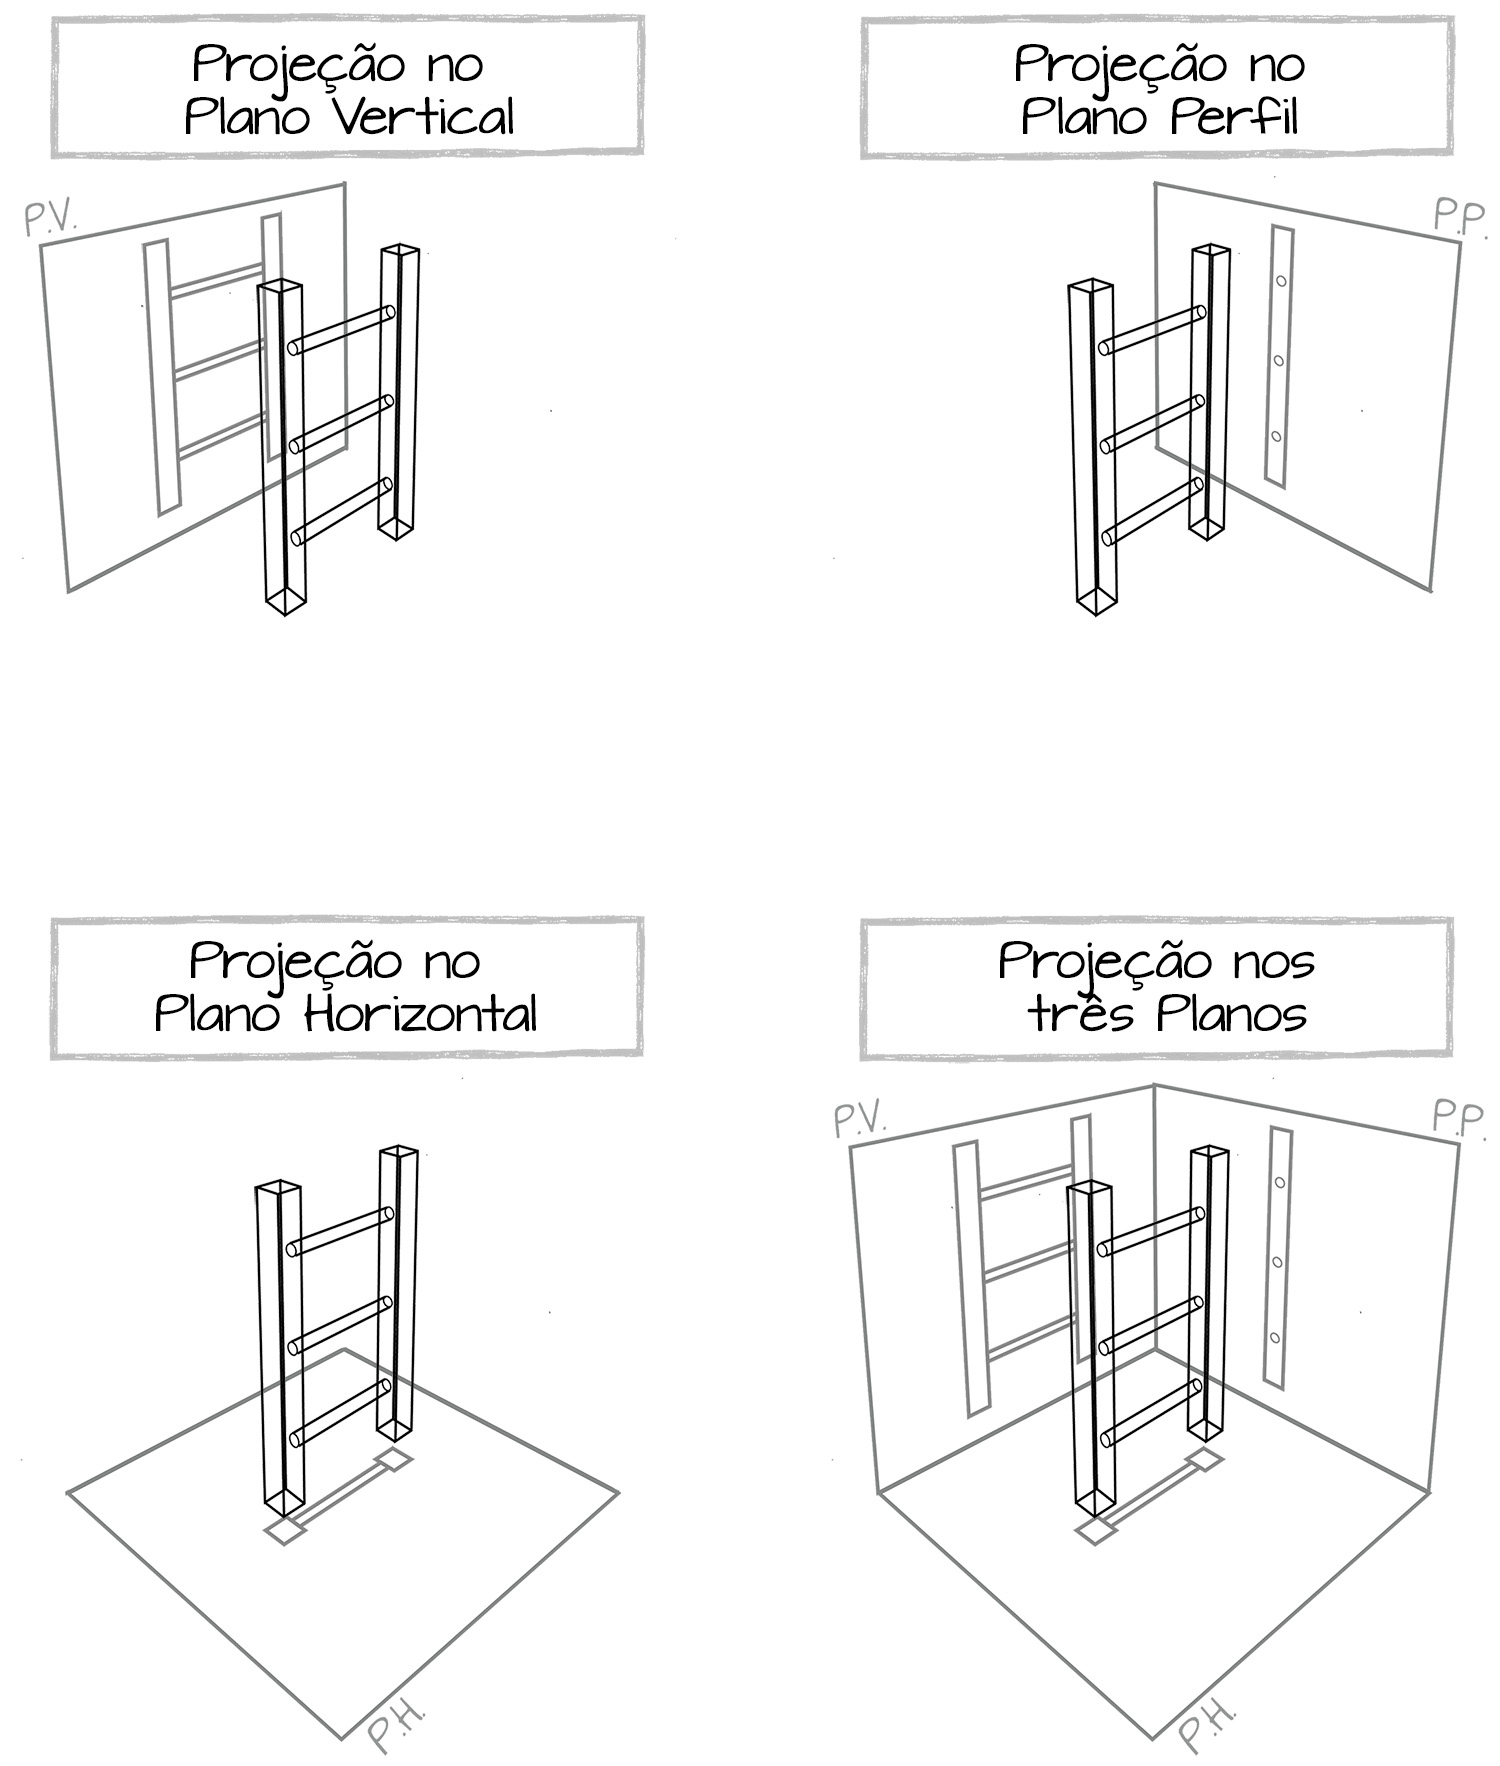 Projeção no
Plano Vertical
P.V.
Projeção no
Plano Perfil
P.P.
Projeção no
Plano Horizontal
P.H.
Projeção nos
três Planos
P.V.
P.P.
P.H.